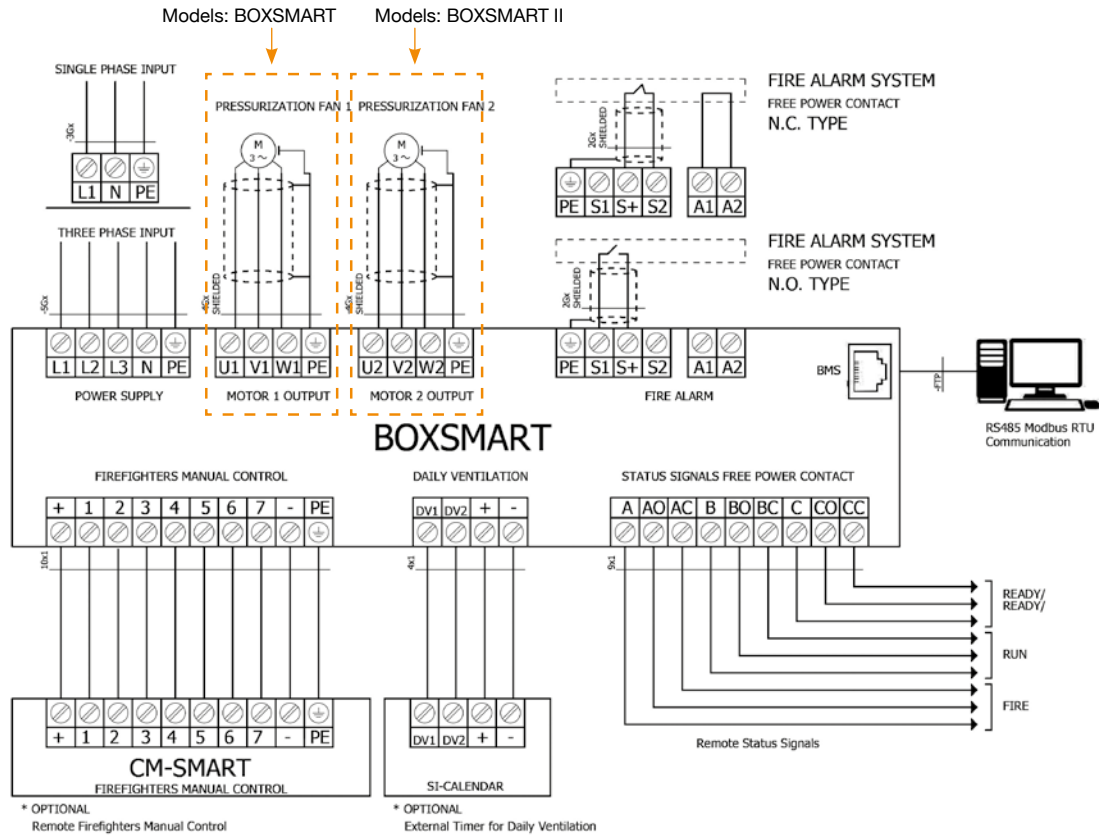 Models: BOXSMART
Models: BOXSMART II
SINGLE PHASE INPUT
-3Gx
L1 N PE
THREE PHASE INPUT
-5Gx
PRESSURIZATION FAN 1
PRESSURIZATION FAN 2
M
3~
M
3~
-4Gx
SHIELDED
-4Gx
SHIELDED
FIRE ALARM SYSTEM
FREE POWER CONTACT
N.C. TYPE
2Gx
SHIELDED
PE S1 S+ S2
A1 A2
FIRE ALARM SYSTEM
FREE POWER CONTACT
N.O. TYPE
2Gx
SHIELDED
L1 L2 L3 N PE
POWER SUPPLY
U1 V1 W1 PE
MOTOR 1 OUTPUT
U2 V2 W2 PE
MOTOR 2 OUTPUT
PE S1 S+ S2
A1 A2
FIRE ALARM
BMS
-FTP
RS485 Modbus RTU
Communication
BOXSMART
FIREFIGHTERS MANUAL CONTROL
+ 1 2 3 4 5 6 7 - PE
10x1
DAILY VENTILATION
DV1 DV2 + -
4x1
STATUS SIGNALS FREE POWER CONTACT
A AO AC B BO BC C CO CC
9x1
READY/
READY/
RUN
FIRE
Remote Status Signals
+ 1 2 3 4 5 6 7 - PE
CM-SMART
FIREFIGHTERS MANUAL CONTROL
* OPTIONAL
Remote Firefighters Manual Control
DV1 DV2 + -
SI-CALENDAR
* OPTIONAL
External Timer for Daily Ventilation